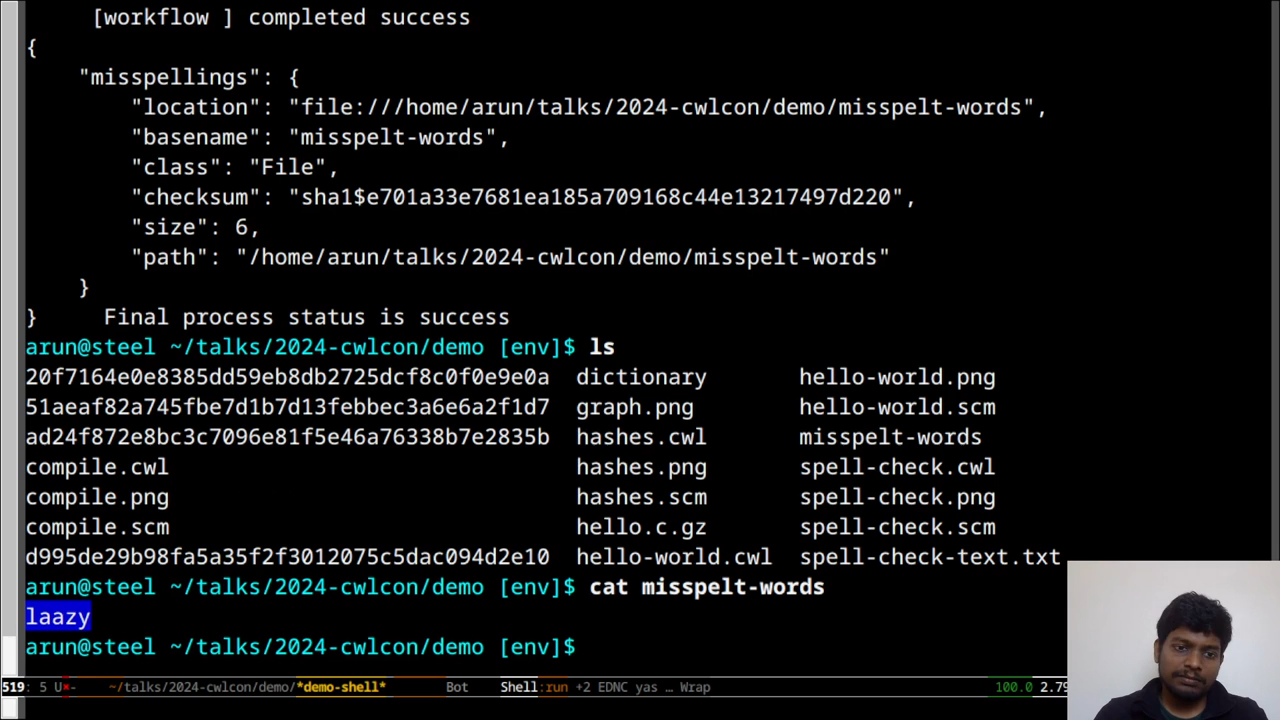 [workflow ] completed success
{
"misspellings": {
"location": "file:///home/arun/talks/2024-cwlcon/demo/misspelt-words",
"basename": "misspelt-words",
"class": "File",
"checksum": "sha1$e701a33e7681ea185a709168c44e13217497d220",
"size": 6,
"path": "/home/arun/talks/2024-cwlcon/demo/misspelt-words"
}
} Final process status is success
arun@steel ~/talks/2024-cwlcon/demo [env]$ ls
20f7164e0e8385dd59eb8db2725dcf8c0f0e9e0a dictionary hello-world.png
51aeaf82a745fbe7d1b7d13febbec3a6e6a2f1d7 graph.png hello-world.scm
ad24f872e8bc3c7096e81f5e46a76338b7e2835b hashes.cwl misspelt-words
compile.cwl hashes.png spell-check.cwl
compile.png hashes.scm spell-check.png
compile.scm hello.c.gz spell-check.scm
d995de29b98fa5a35f2f3012075c5dac094d2e10 hello-world.cwl spell-check-text.txt
arun@steel ~/talks/2024-cwlcon/demo [env]$ cat misspelt-words
laazy
arun@steel ~/talks/2024-cwlcon/demo [env]$
519: 5 U✖- ~/talks/2024-cwlcon/demo/*demo-shell* Bot Shell:run +2 EDNC yas … Wrap 100.0 2.79